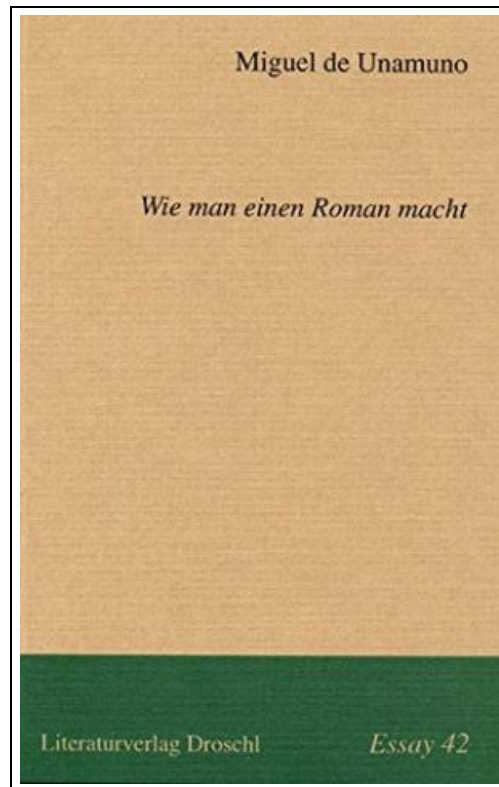 Miguel de Unamuno
Wie man einen Roman macht
Literaturverlag Droschl Essay 42